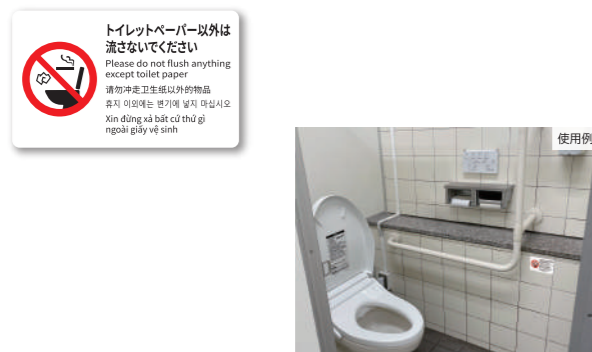 トイレットペーパー以外は
流さないでください
Please do not flush anything
except toilet paper
请勿冲走卫生纸以外的物品
휴지 이외에는 변기에 넣지 마십시오
Xin đừng xả bất cứ thứ gì
ngoài giấy vệ sinh
使用例